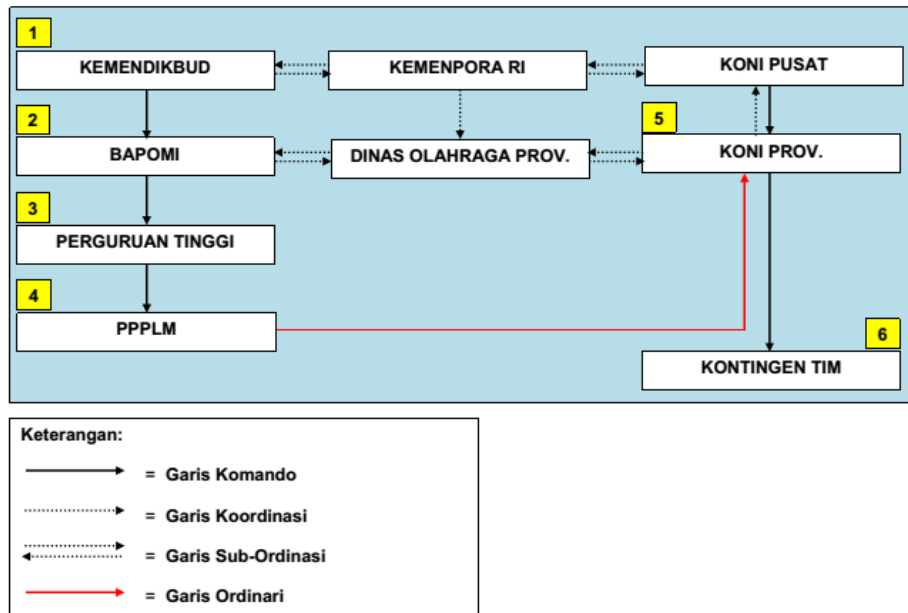 1
KEMENDIKBUD
KEMENPORA RI
KONI PUSAT
2
BAPOMI
DINAS OLAHRAGA PROV.
5
KONI PROV.
3
PERGURUAN TINGGI
4
PPPLM
6
KONTINGEN TIM
Keterangan:
= Garis Komando
= Garis Koordinasi
= Garis Sub-Ordinasi
= Garis Ordinari